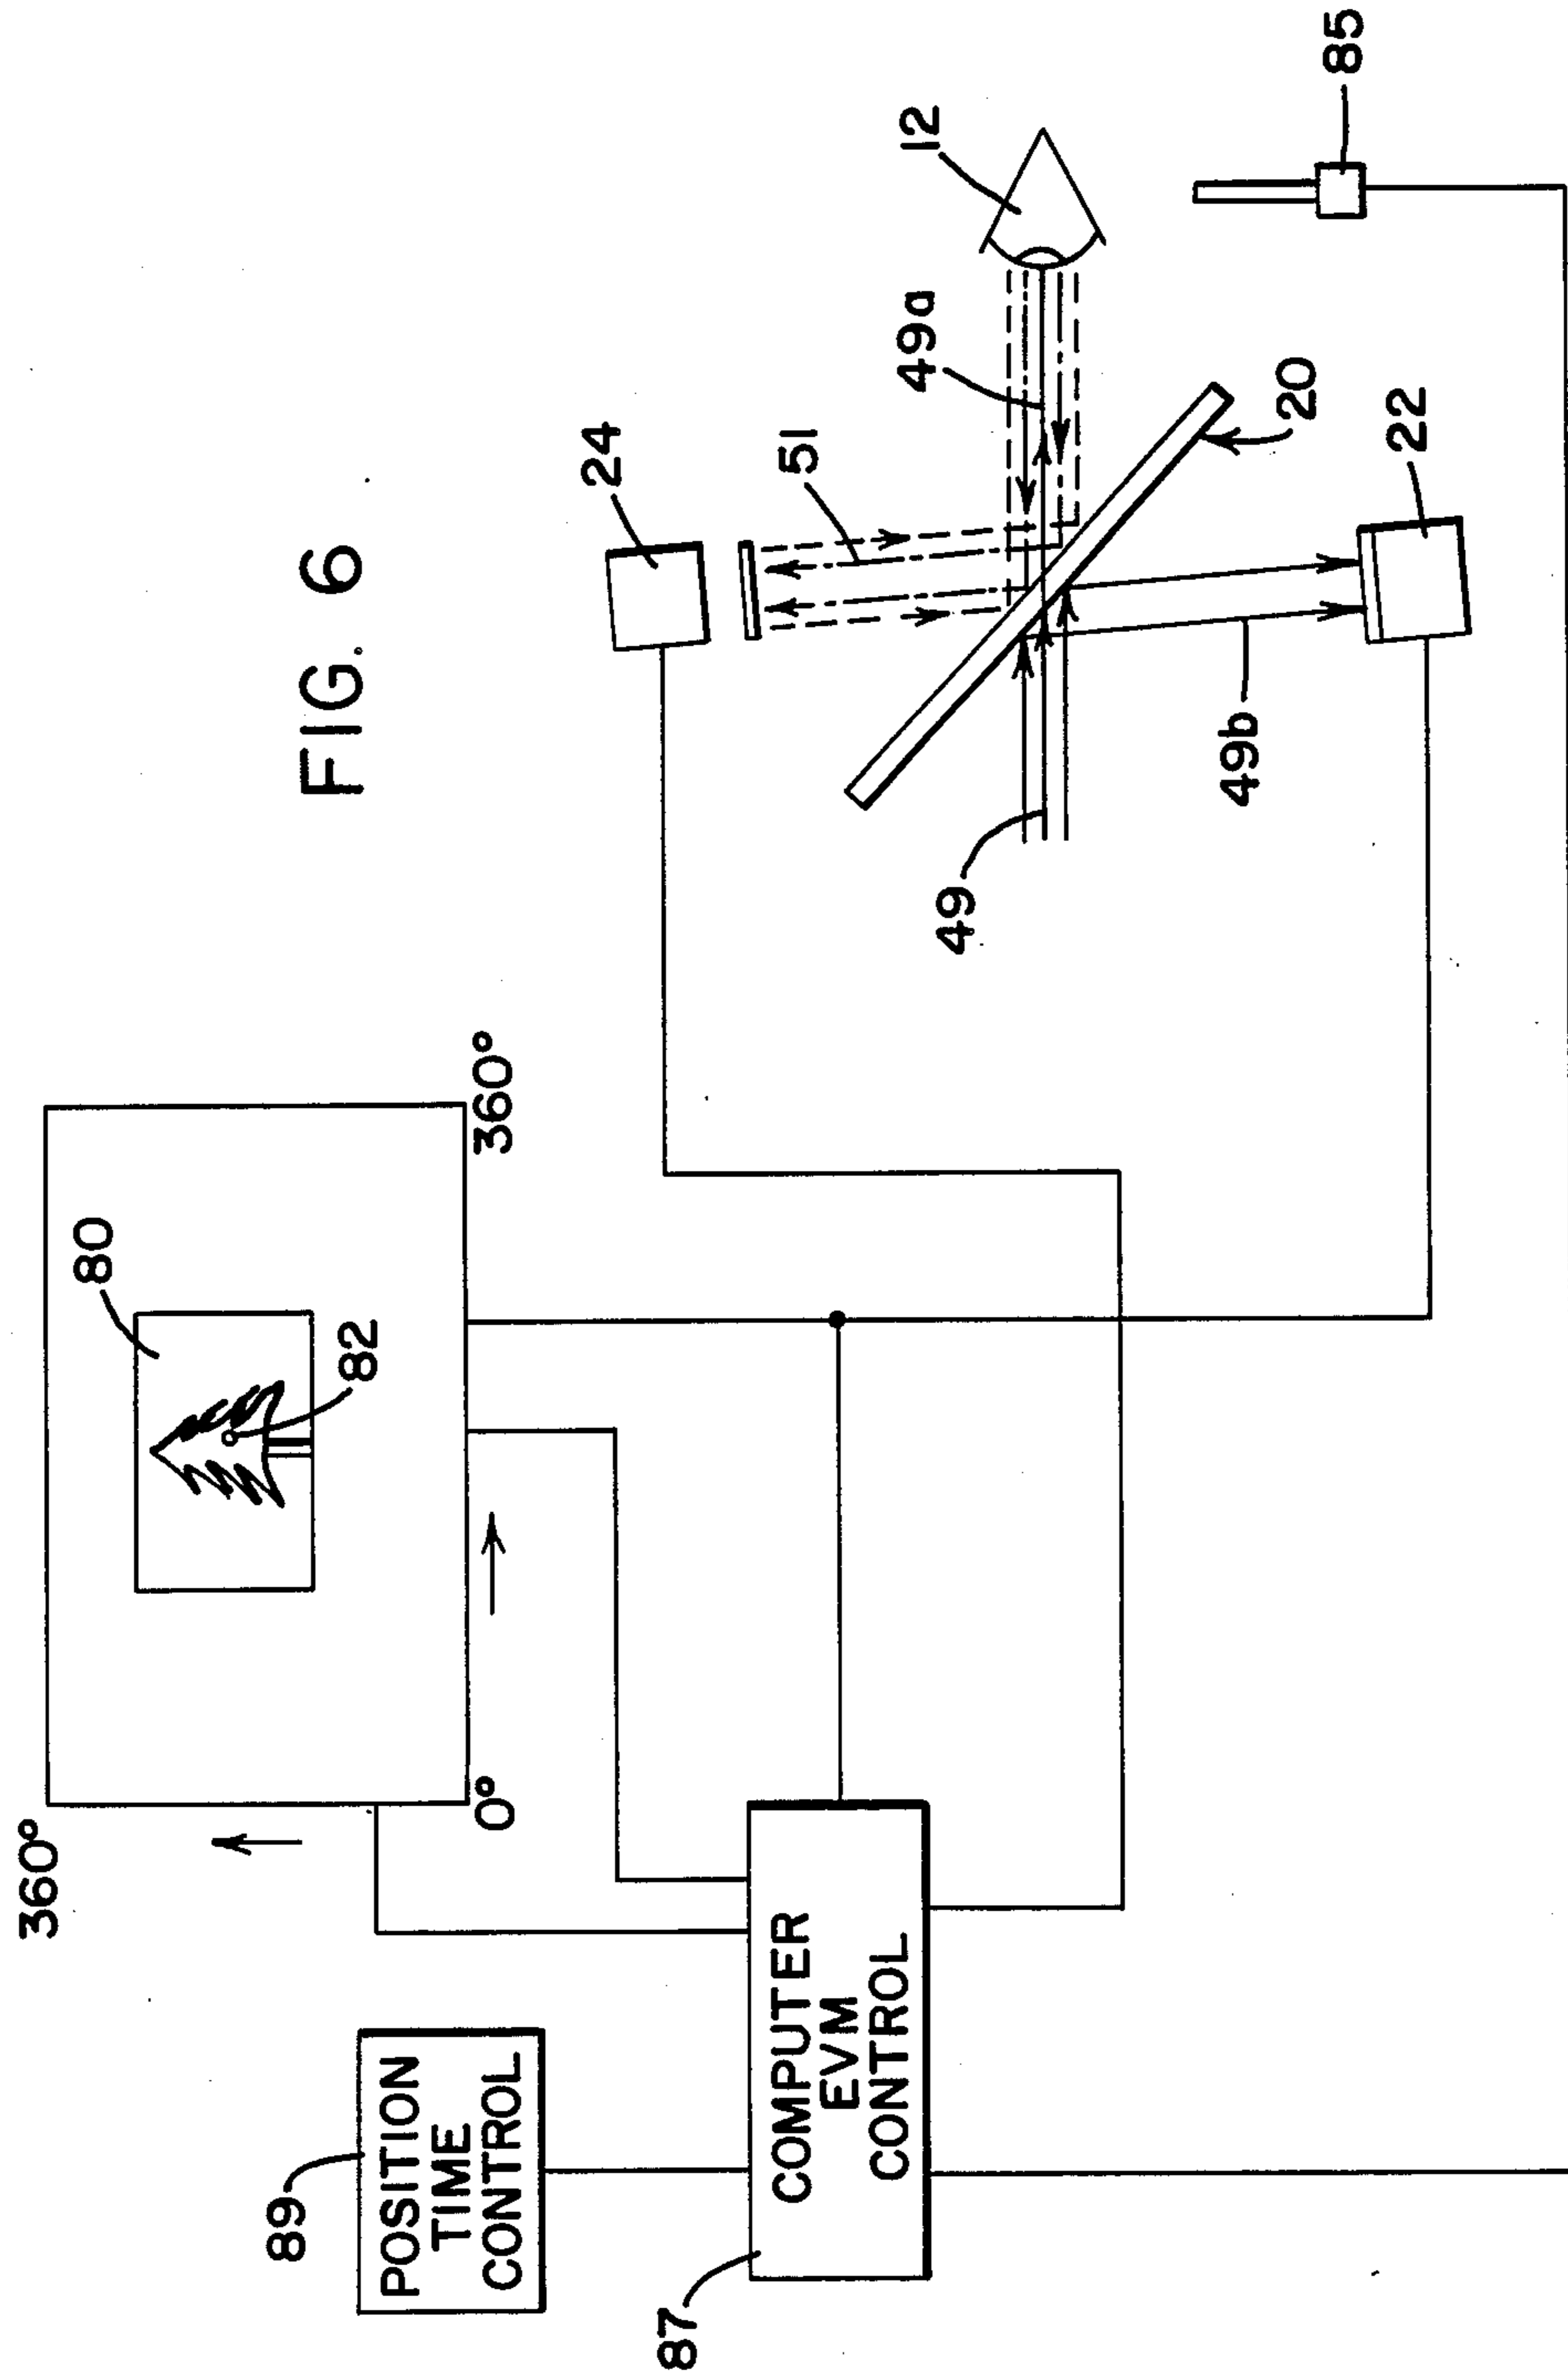 FIG. 6
360°
80
82
0°
360°
89
POSITION
TIME
CONTROL
87
COMPUTER
EVM
CONTROL
24
51
49a
12
49
49b
20
22
85